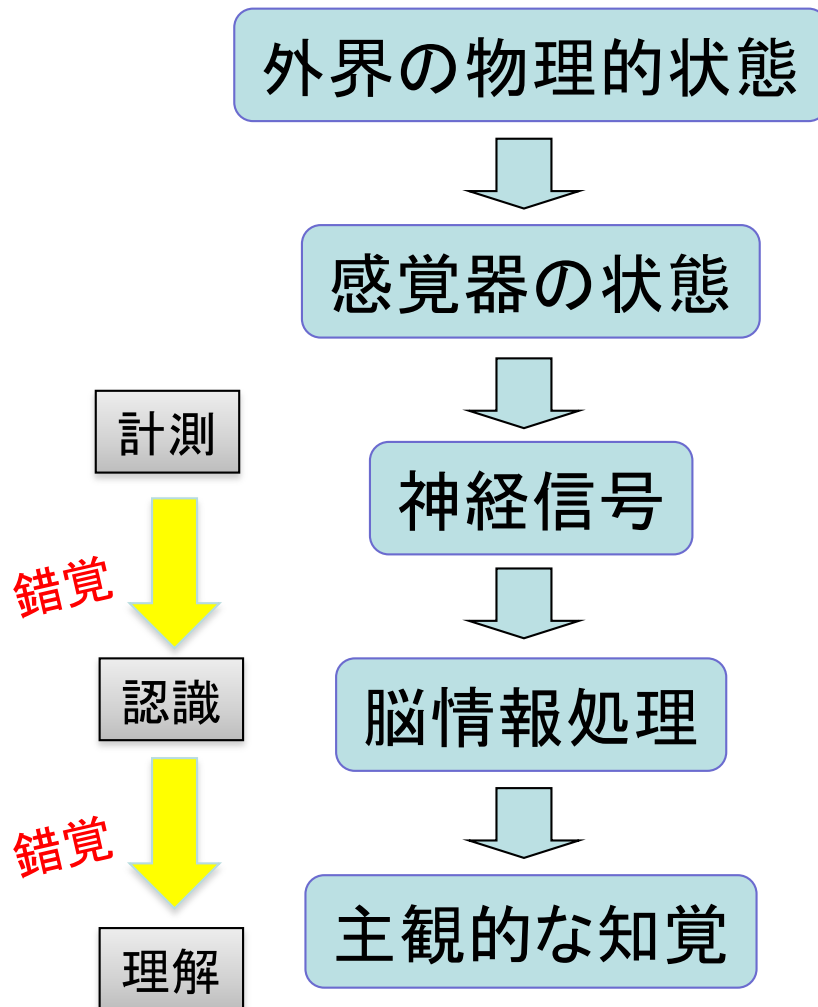 外界の物理的状態
感覚器の状態
計測
神経信号
錯覚
認識
脳情報処理
錯覚
主観的な知覚
理解